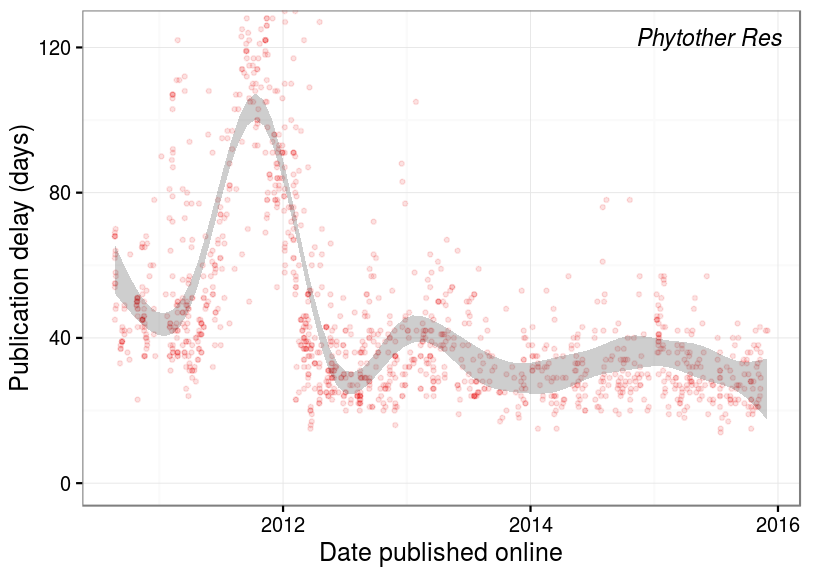 Phytother Res
Publication delay (days)
120
80
40
0
2012
2014
2016
Date published online